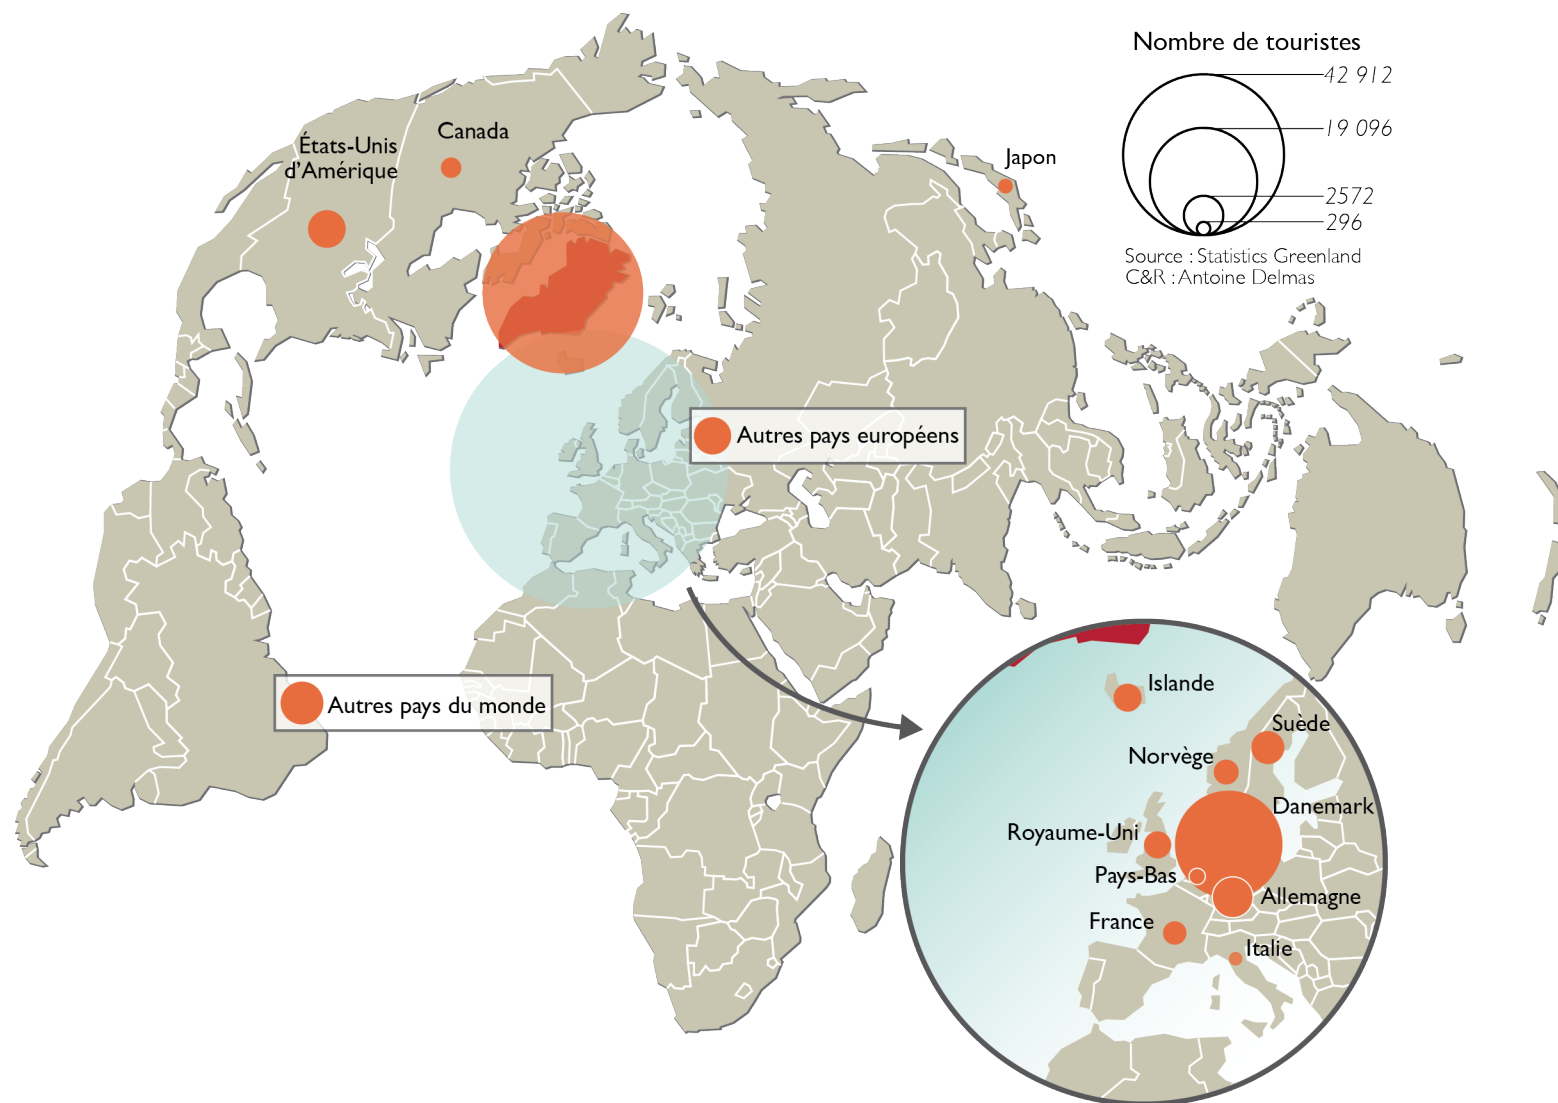 Nombre de touristes
42 912
19 096
2572
296
Source : Statistics Greenland
C&R : Antoine Delmas
Canada
États-Unis
d'Amérique
Japon
Autres pays européens
Autres pays du monde
Islande
Suède
Norvège
Danemark
Royaume-Uni
Pays-Bas
Allemagne
France
Italie